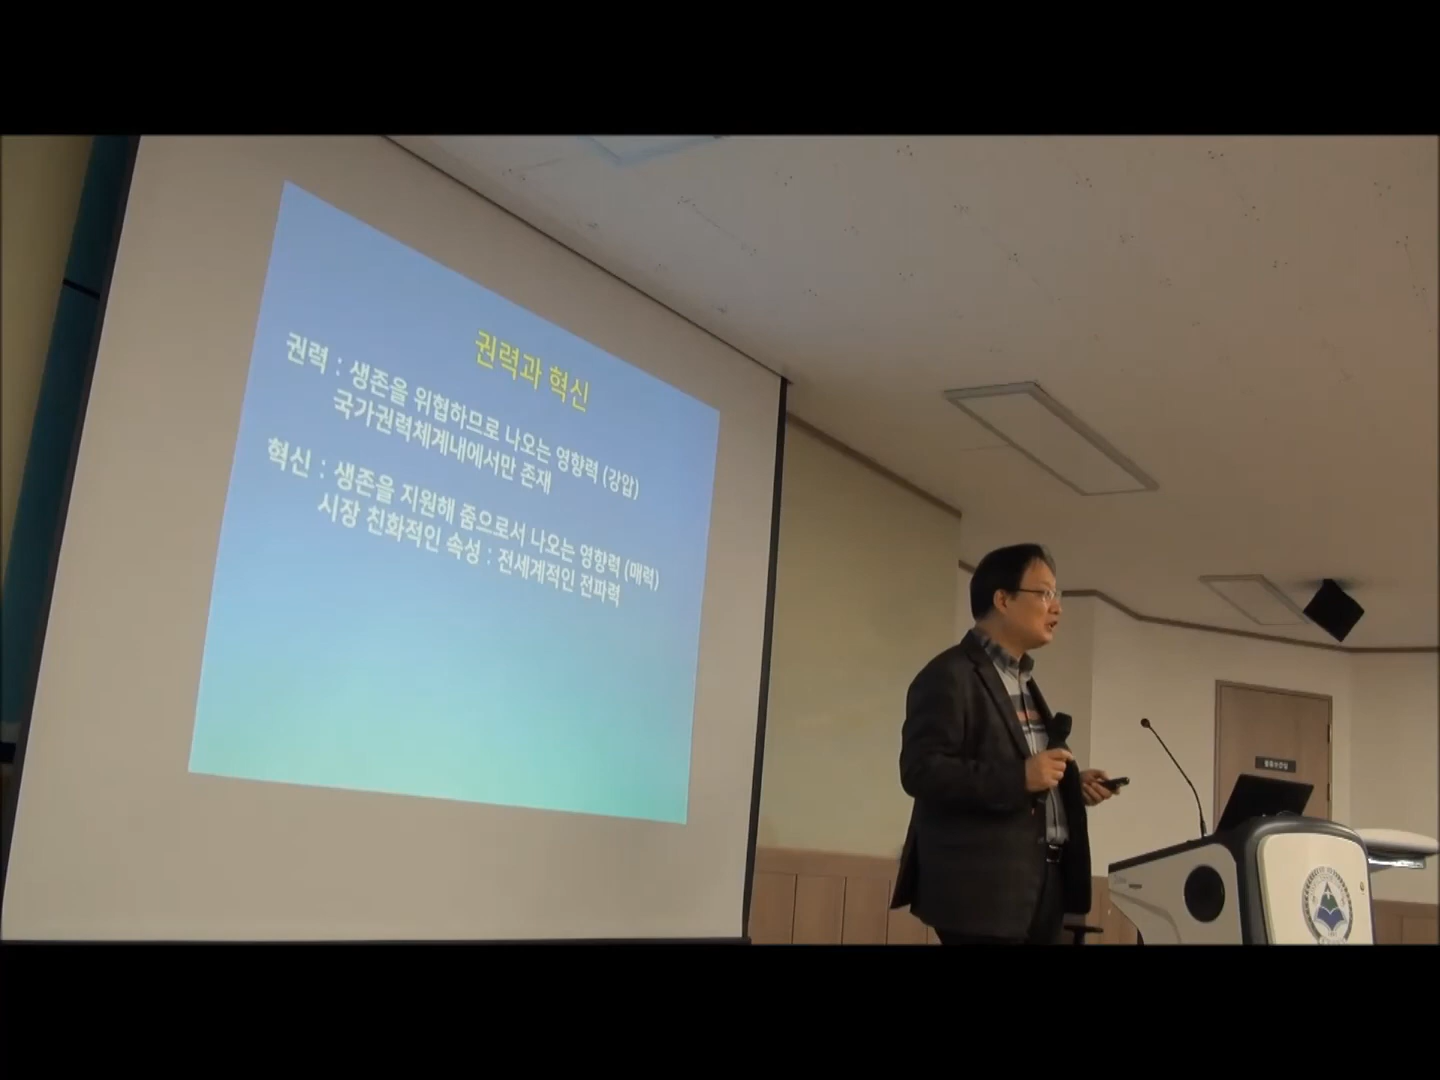 권력과 혁신
권력 : 생존을 위협하므로 나오는 영향력 (강압)
국가권력체계내에서만 존재
혁신 : 생존을 지원해 줌으로서 나오는 영향력 (매력)
시장 친화적인 속성 : 전세계적인 전파력